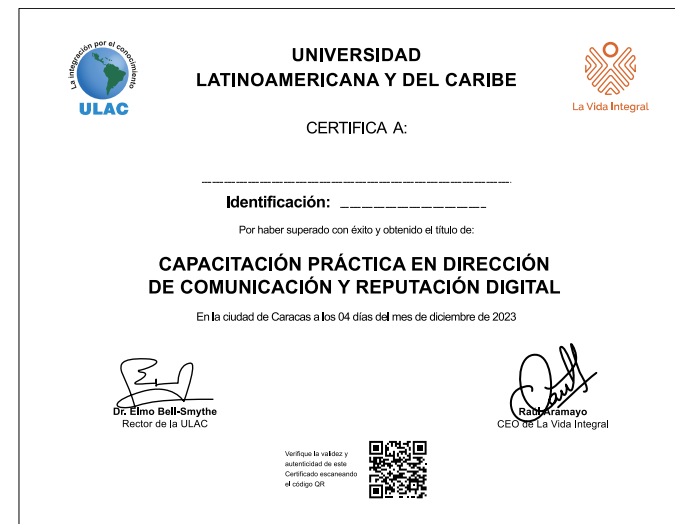 La integración por el conocimiento
ULAC
UNIVERSIDAD
LATINOAMERICANA Y DEL CARIBE
La Vida Integral
CERTIFICA A:
Identificación:
Por haber superado con éxito y obtenido el título de:
CAPACITACIÓN PRÁCTICA EN DIRECCIÓN
DE COMUNICACIÓN Y REPUTACIÓN DIGITAL
En la ciudad de Caracas a los 04 días del mes de diciembre de 2023
Dr. Elmo Bell-Smythe
Rector de la ULAC
Raúl Aramayo
CEO de La Vida Integral
Verifique la validez y
autenticidad de este
Certificado escaneando
el código QR